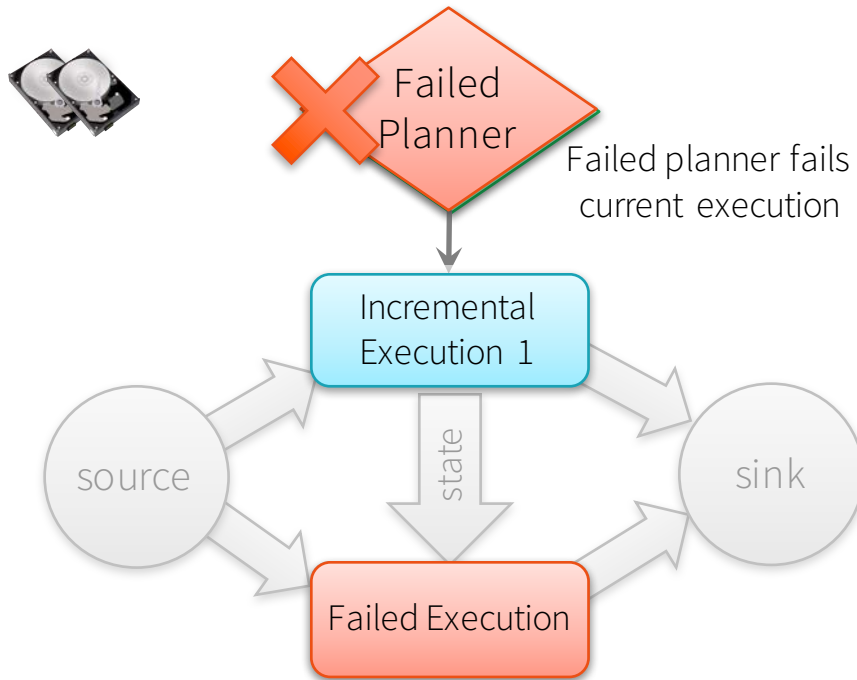 Failed
Planner
Failed planner fails
current execution
Incremental
Execution 1
source
state
sink
Failed Execution